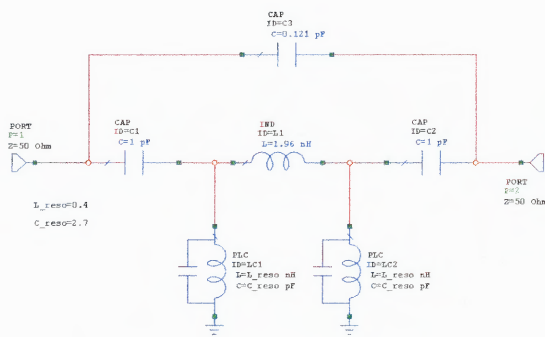 CAP
ID=C3
C=0.121 pF
PORT
P=1
Z=50 Ohm
CAP
ID=C1
C=1 pF
IND
ID=L1
L=1.96 nH
CAP
ID=C2
C=1 pF
PORT
P=2
Z=50 Ohm
L_reso=0.4
C_reso=2.7
PLC
ID=LC1
L=L_reso nH
C=C_reso pF
PLC
ID=LC2
L=L_reso nH
C=C_reso pF